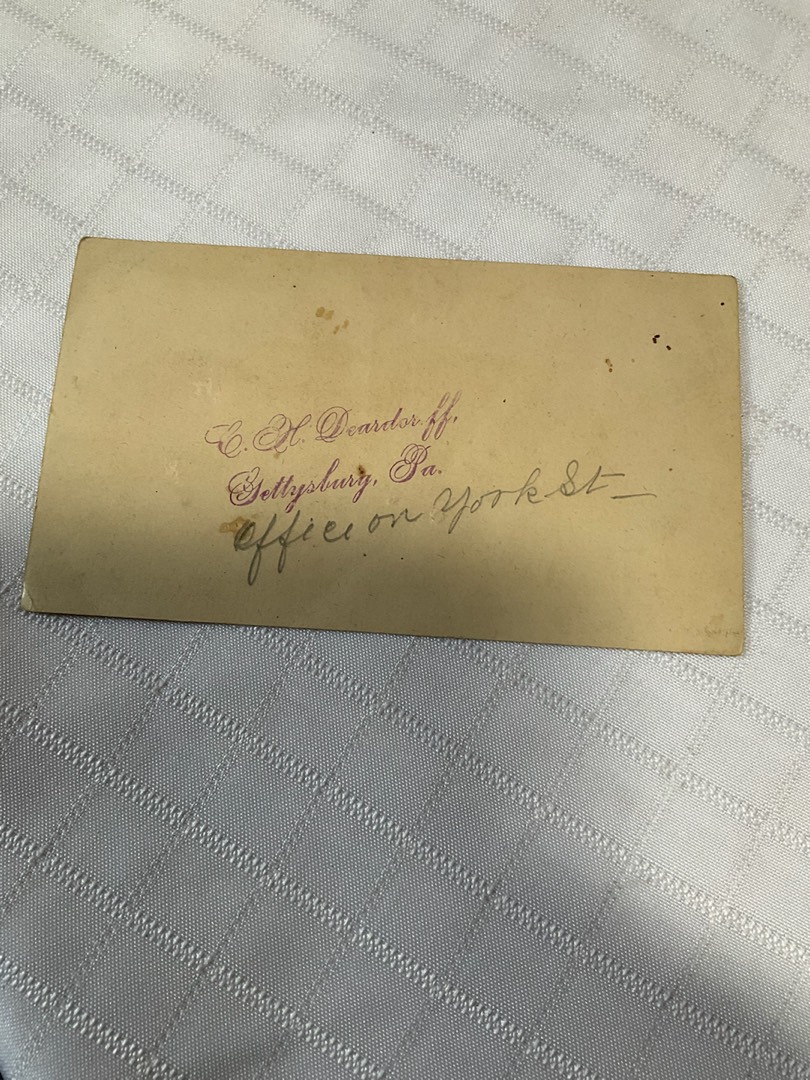 E. H. Deardorff,
Gettysburg, Pa.
Office on York St —